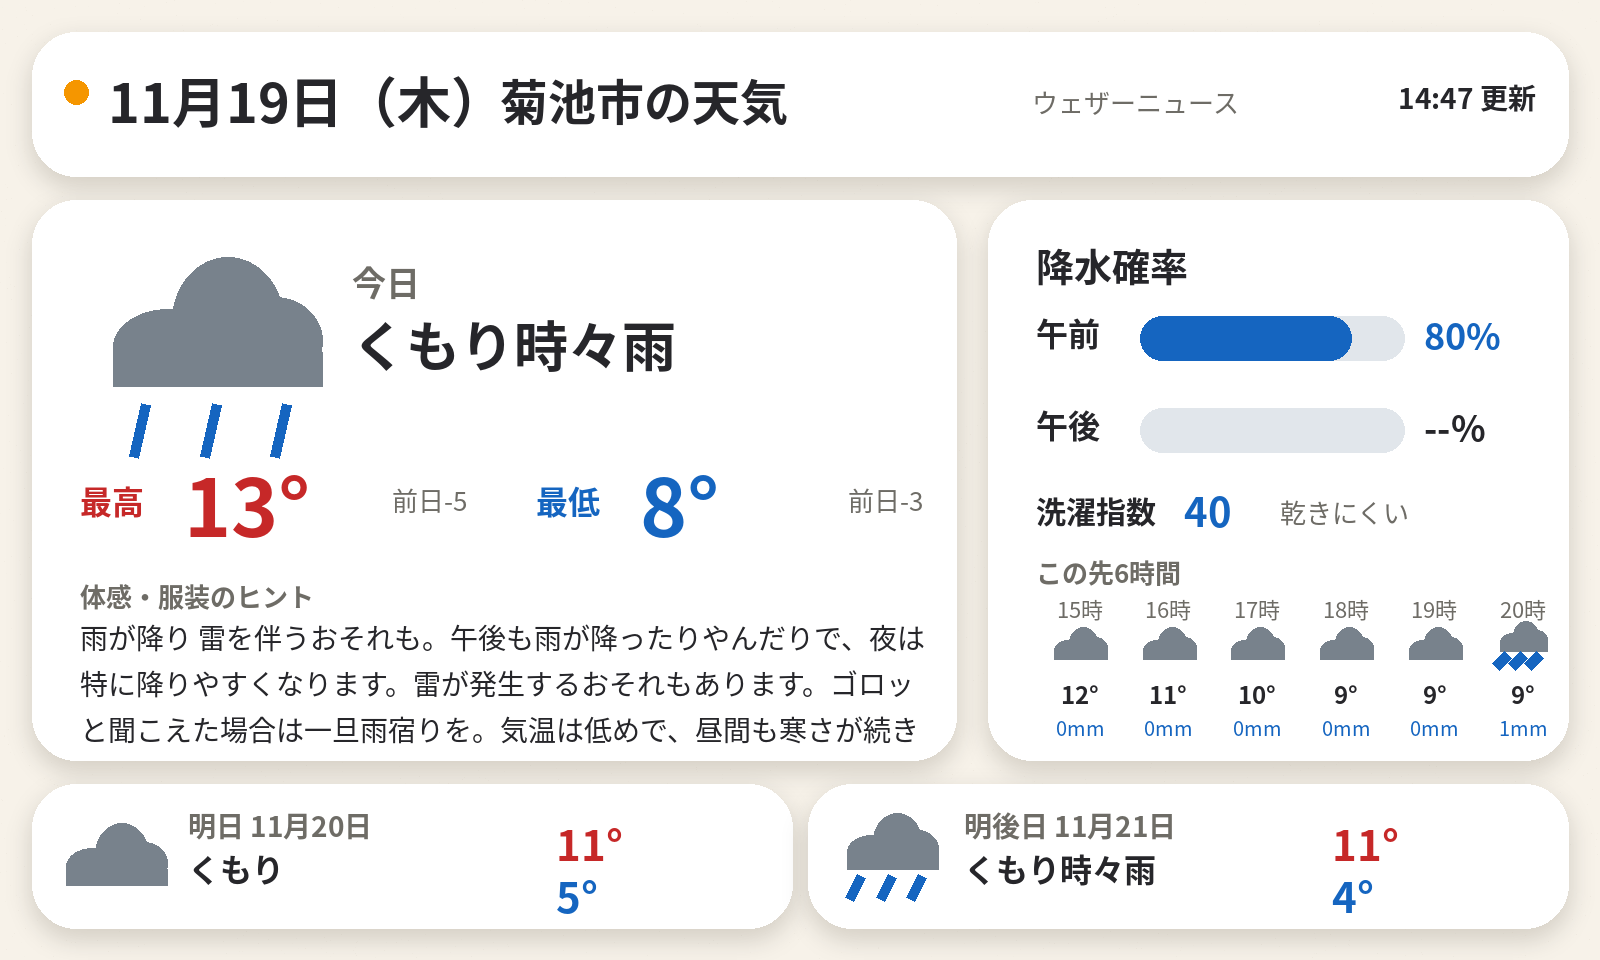 11月19日（木）菊池市の天気
ウェザーニュース
14:47 更新
今日
くもり時々雨
最高 13° 前日-5 最低 8° 前日-3
体感・服装のヒント
雨が降り 雷を伴うおそれも。午後も雨が降ったりやんだりで、夜は
特に降りやすくなります。雷が発生するおそれもあります。ゴロッ
と聞こえた場合は一旦雨宿りを。気温は低めで、昼間も寒さが続き
降水確率
午前 80%
午後 --%
洗濯指数 40 乾きにくい
この先6時間
15時 16時 17時 18時 19時 20時
12° 11° 10° 9° 9° 9°
0mm 0mm 0mm 0mm 0mm 1mm
明日 11月20日
くもり
11°
5°
明後日 11月21日
くもり時々雨
11°
4°